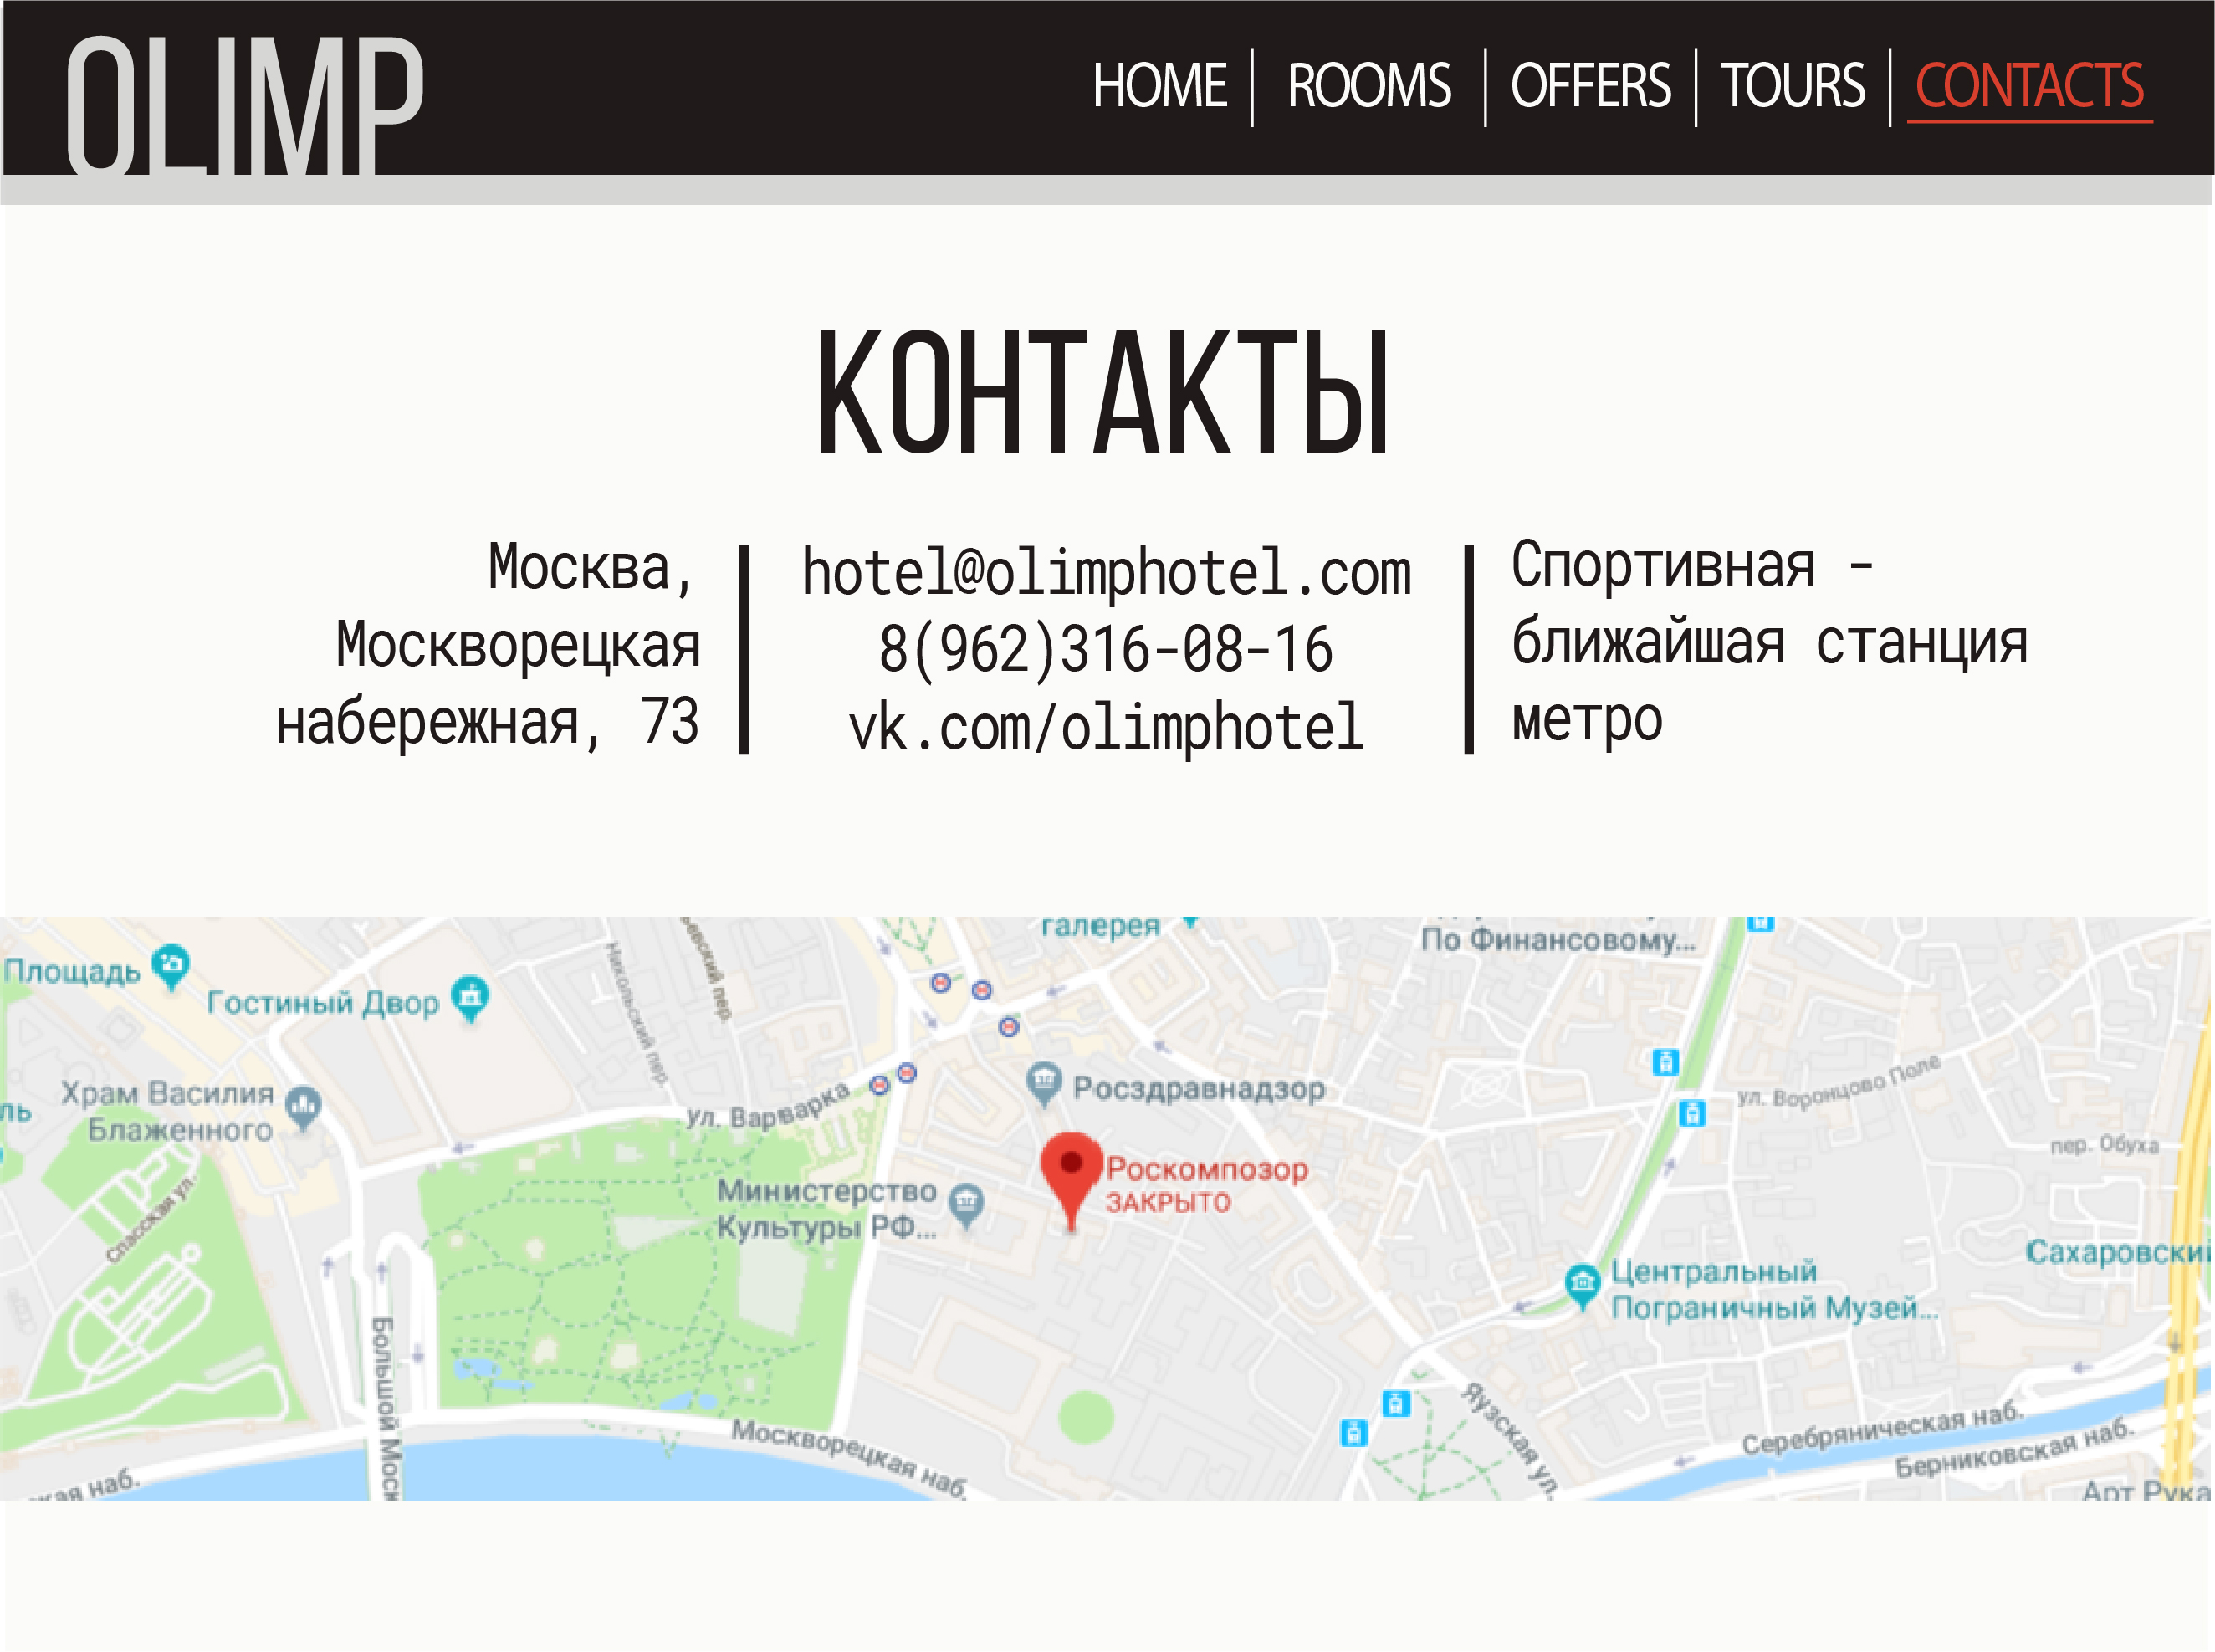 OLIMP
HOME
ROOMS
OFFERS
TOURS
CONTACTS
КОНТАКТЫ
Москва,
Москворецкая
набережная, 73
hotel@olimphotel.com
8(962)316-08-16
vk.com/olimphotel
Спортивная -
ближайшая станция
метро
галерея
По Финансовому...
Площадь
Гостиный Двор
Никольский пер.
пер.
Храм Василия
Блаженного
ль
ул. Варварка
Росздравнадзор
ул. Воронцово Поле
пер. Обуха
Роскомпозор
ЗАКРЫТО
Министерство
Культуры РФ...
Спасская ул.
Сахаровский
Центральный
Пограничный Музей...
Большой Моск
Москворецкая наб.
кая наб.
Яузская ул.
Серебряническая наб.
Берниковская наб.
Арт Рука